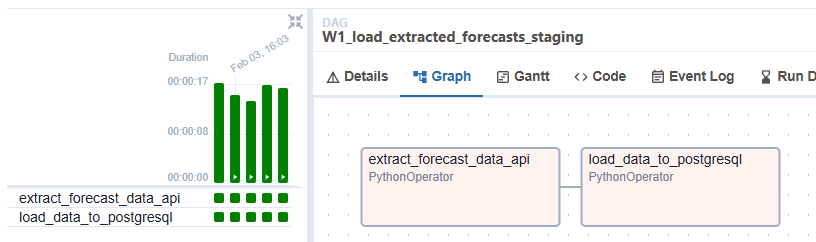 Duration
Feb 03, 16:03
00:00:17
00:00:08
00:00:00
extract_forecast_data_api
load_data_to_postgresql
DAG
W1_load_extracted_forecasts_staging
Details
Graph
Gantt
Code
Event Log
Run D
extract_forecast_data_api
PythonOperator
load_data_to_postgresql
PythonOperator